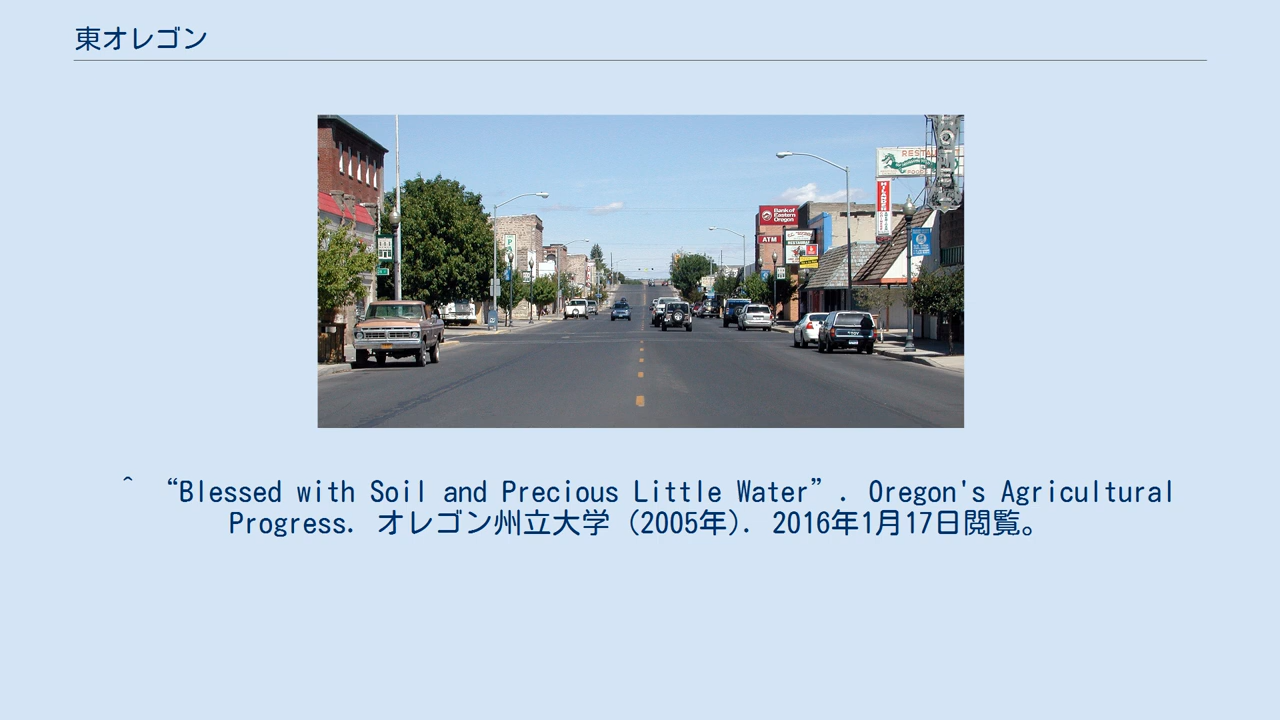 東オレゴン
RESTAU
Bank of
Eastern
Oregon
ATM
RESTAURANT
^ “Blessed with Soil and Precious Little Water”. Oregon's Agricultural
Progress. オレゴン州立大学 (2005年). 2016年1月17日閲覧。